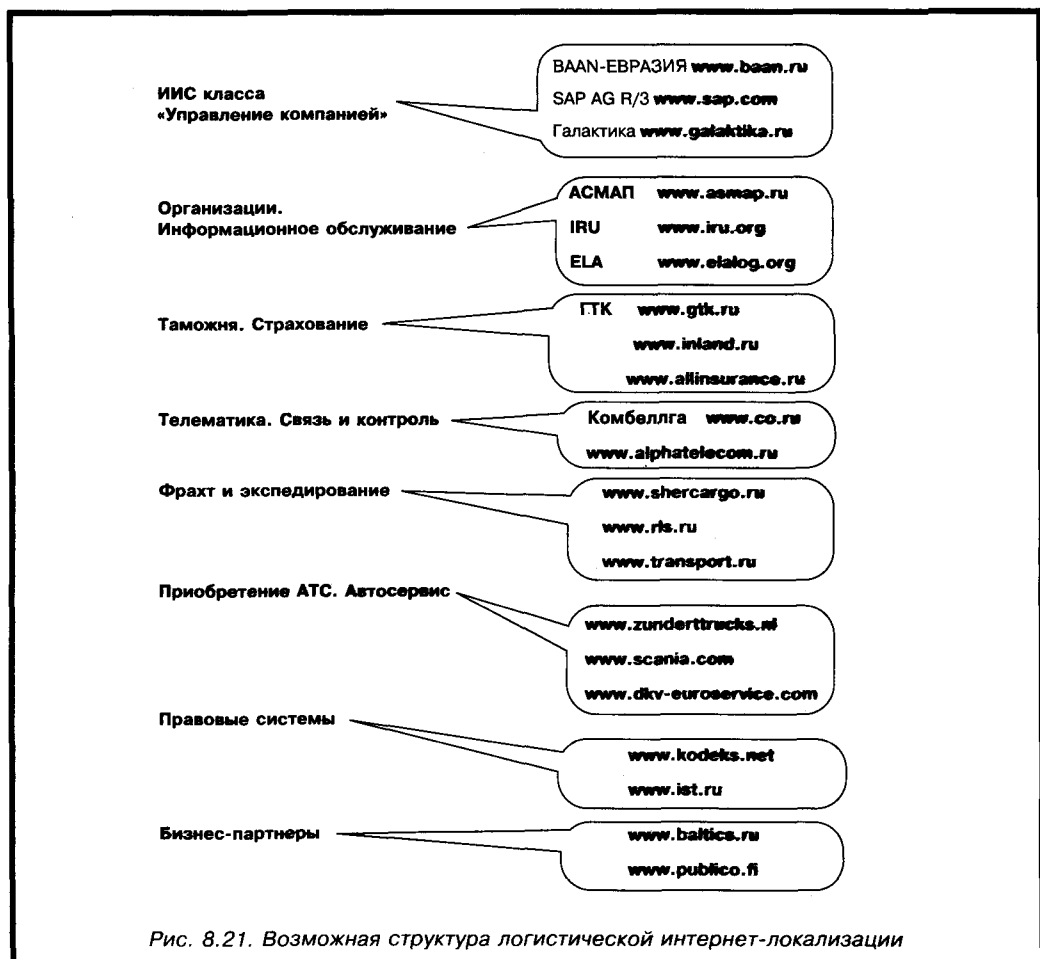 ИИС класса
«Управление компанией»
BAAN-ЕВРАЗИЯ www.baan.ru
SAP AG R/3 www.sap.com
Галактика www.galaktika.ru
Организации.
Информационное обслуживание
АСМАП www.asmap.ru
IRU www.iru.org
ELA www.elalog.org
Таможня. Страхование
ГТК www.gtk.ru
www.inland.ru
www.allinsurance.ru
Телематика. Связь и контроль
Комбеллга www.co.ru
www.alphatelecom.ru
Фрахт и экспедирование
www.shercargo.ru
www.rls.ru
www.transport.ru
Приобретение АТС. Автосервис
www.zunderttrucks.nl
www.scania.com
www.dkv-euroservice.com
Правовые системы
www.kodeks.net
www.ist.ru
Бизнес-партнеры
www.baltics.ru
www.publico.fi
Рис. 8.21. Возможная структура логистической интернет-локализации